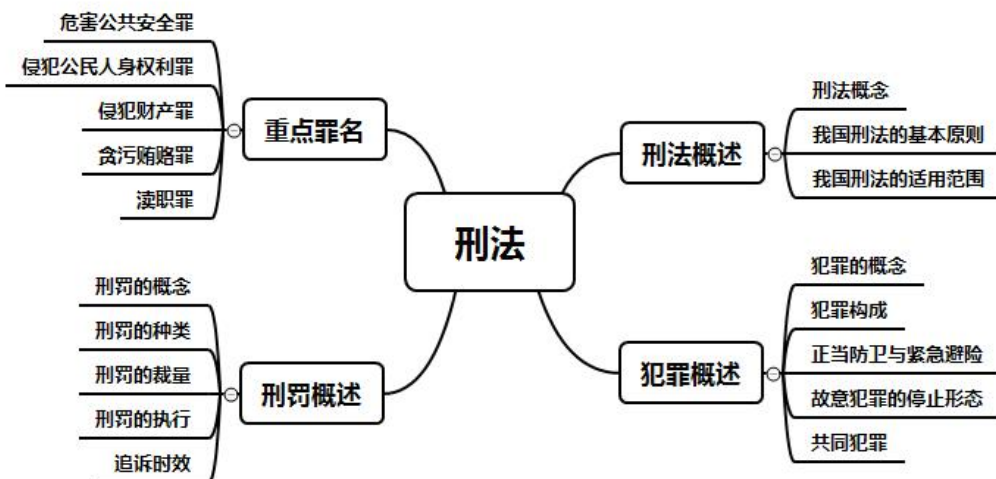 刑法
刑法概述
刑法概念
我国刑法的基本原则
我国刑法的适用范围
犯罪概述
犯罪的概念
犯罪构成
正当防卫与紧急避险
故意犯罪的停止形态
共同犯罪
重点罪名
危害公共安全罪
侵犯公民人身权利罪
侵犯财产罪
贪污贿赂罪
渎职罪
刑罚概述
刑罚的概念
刑罚的种类
刑罚的裁量
刑罚的执行
追诉时效